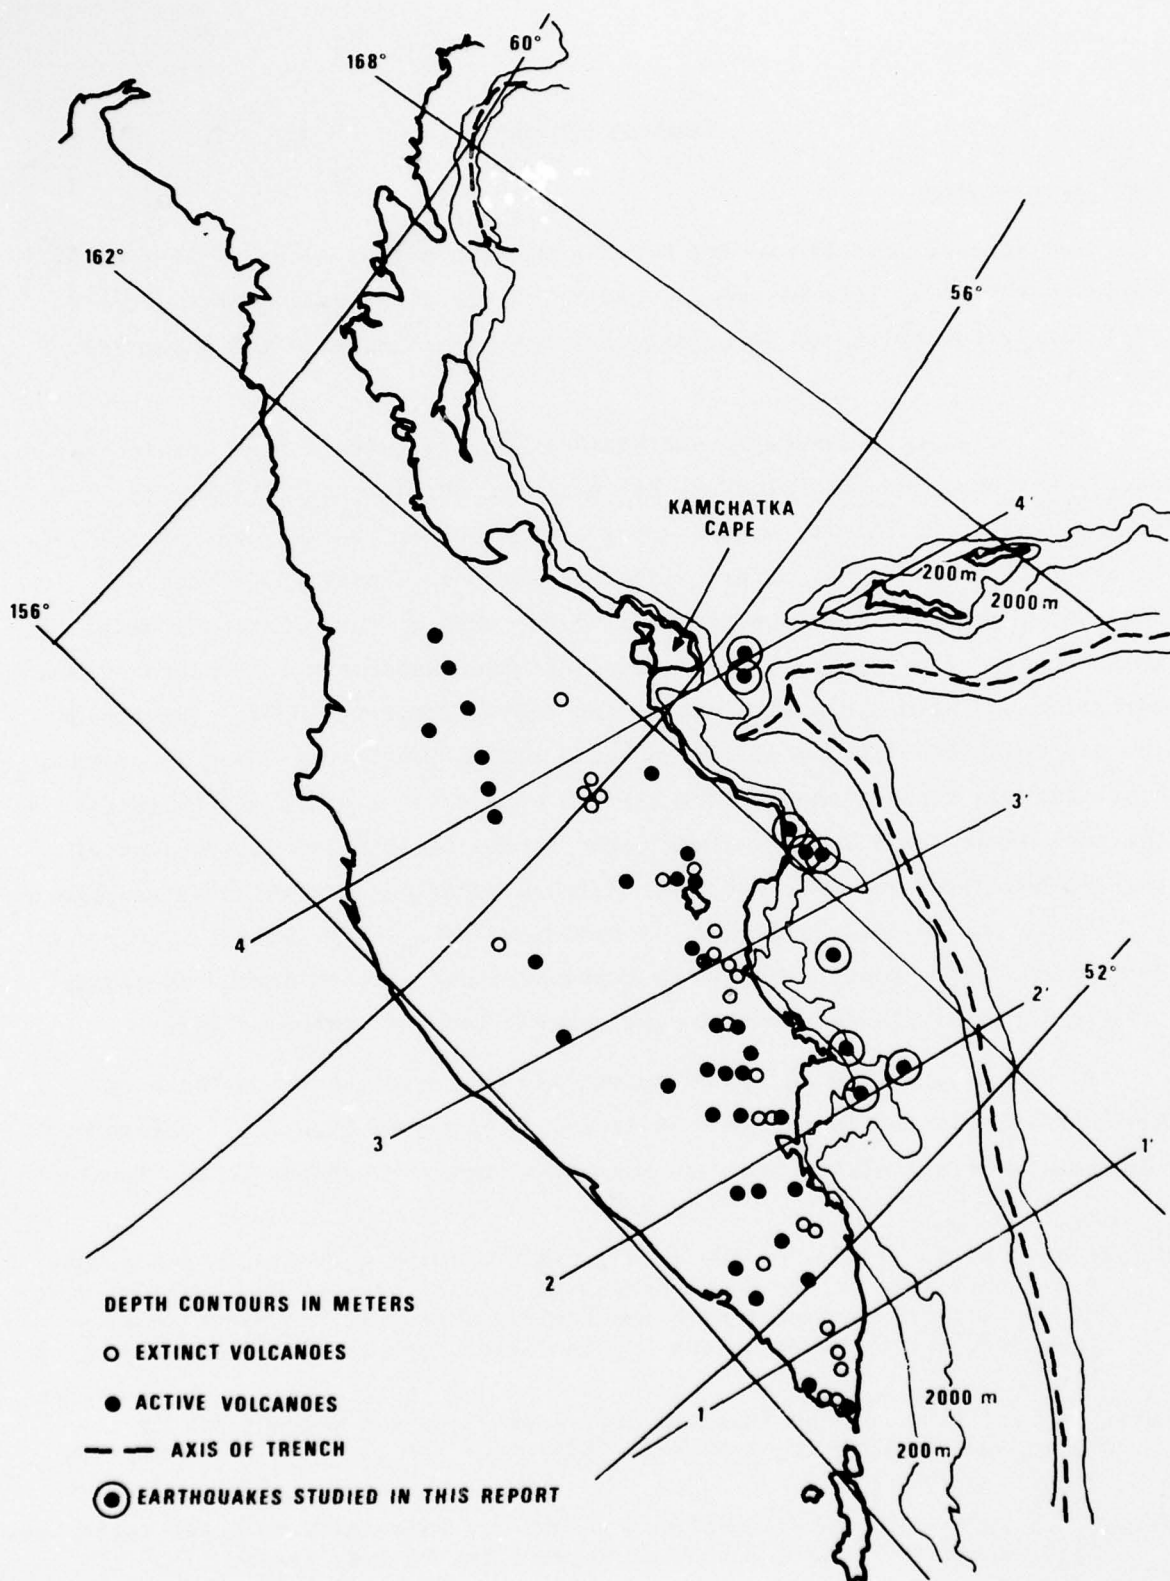 60°
168°
162°
56°
KAMCHATKA
CAPE
4'
200m
2000m
156°
3'
4
52°
2'
3
1'
2
DEPTH CONTOURS IN METERS
EXTINCT VOLCANOES
ACTIVE VOLCANOES
2000 m
1
AXIS OF TRENCH
200m
EARTHQUAKES STUDIED IN THIS REPORT